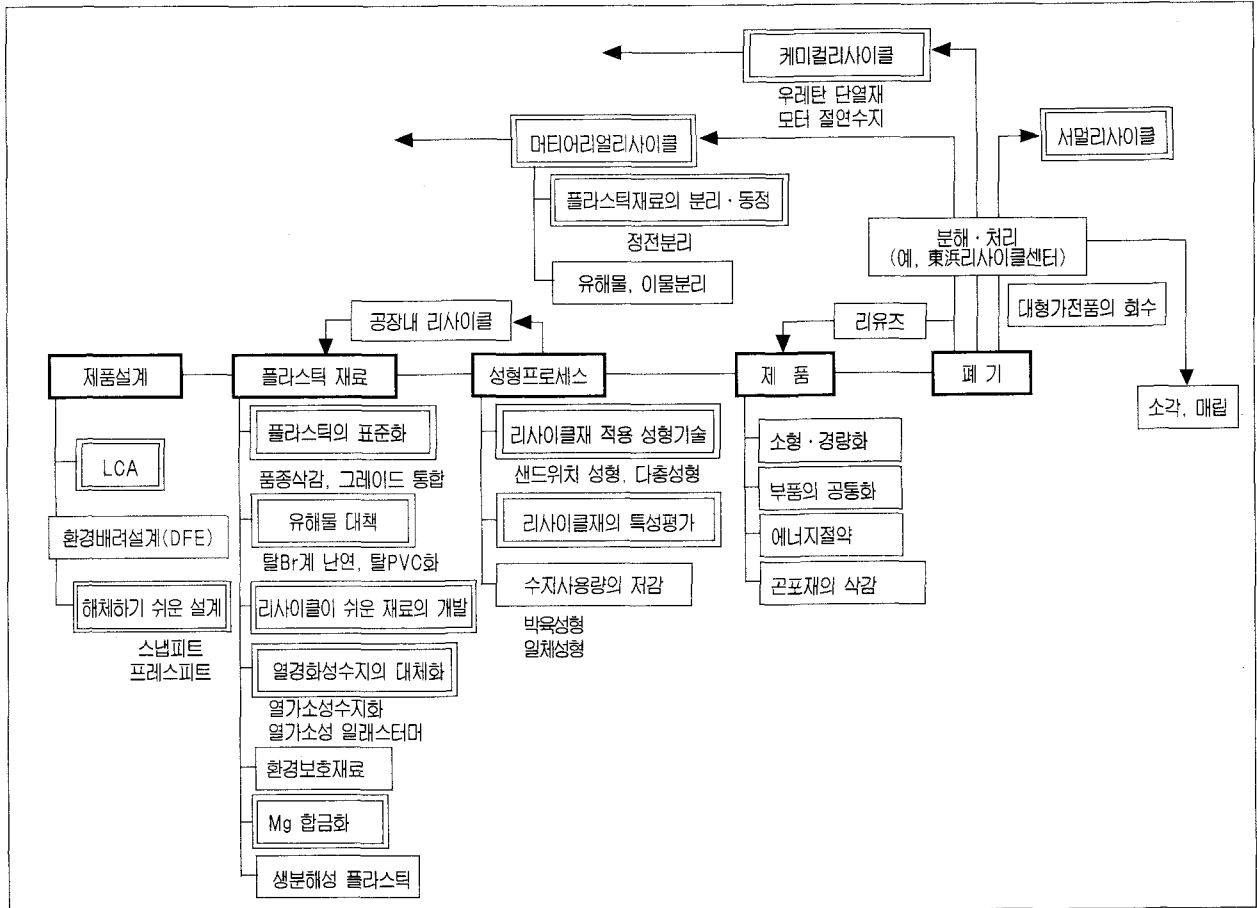 케미컬리사이클
우레탄 단열재
모터 절연수지
머티어리얼리사이클
서멀리사이클
플라스틱재료의 분리·동정
정전분리
유해물, 이물분리
분해·처리
(예, 東浜리사이클센터)
대형가전품의 회수
공장내 리사이클
리유즈
제품설계
플라스틱 재료
성형프로세스
제 품
폐 기
소각, 매립
LCA
환경배려설계(DFE)
해체하기 쉬운 설계
스냅피트
프레스피트
플라스틱의 표준화
품종삭감, 그레이드 통합
유해물 대책
탈Br계 난연, 탈PVC화
리사이클이 쉬운 재료의 개발
열경화성수지의 대체화
열가소성수지화
열가소성 일래스터머
환경보호재료
Mg 합금화
생분해성 플라스틱
리사이클재 적용 성형기술
샌드위치 성형, 다층성형
리사이클재의 특성평가
수지사용량의 저감
박육성형
일체성형
소형·경량화
부품의 공통화
에너지절약
곤포재의 삭감